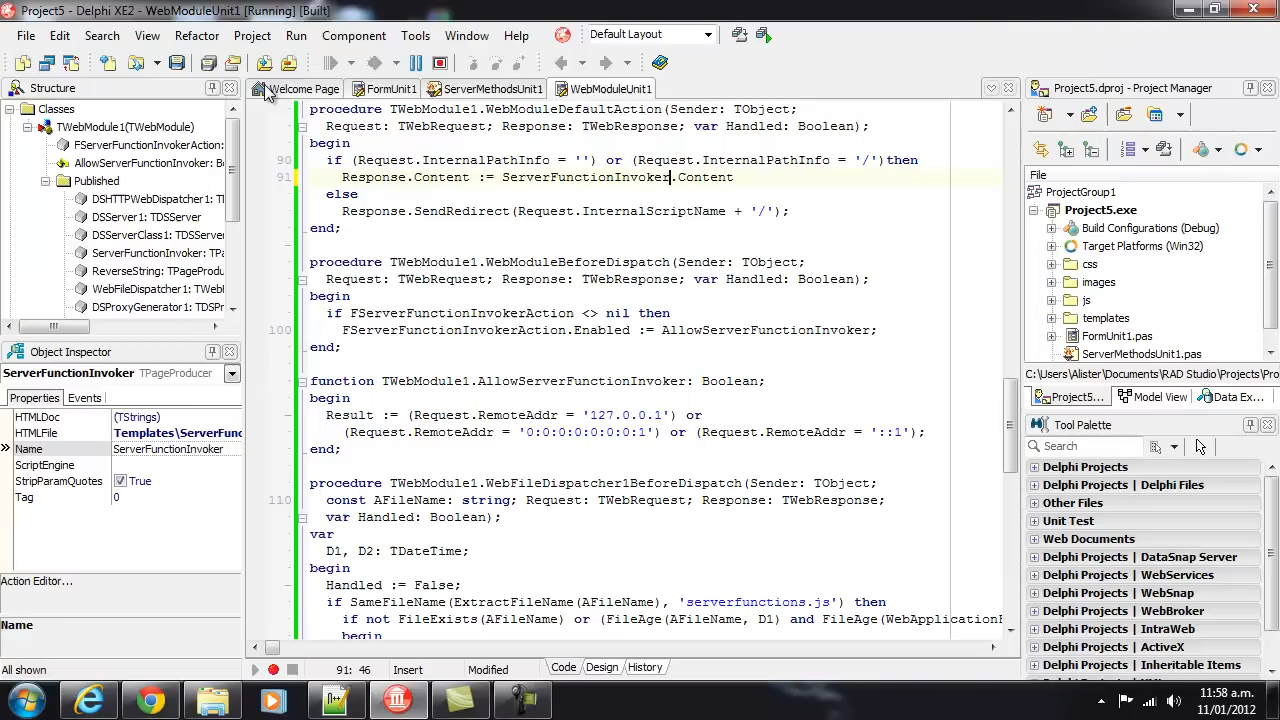 Project5 - Delphi XE2 - WebModuleUnit1 [Running] [Built]
File Edit Search View Refactor Project Run Component Tools Window Help Default Layout
Structure
Classes
TWebModule1(TWebModule)
FServerFunctionInvokerAction:
AllowServerFunctionInvoker: B
Published
DSHTTPWebDispatcher1: TDS
DSServer1: TDSServer
DSServerClass1: TDSServerC
ServerFunctionInvoker: TPa
ReverseString: TPageProduc
WebFileDispatcher1: TWebF
DSProxyGenerator1: TDSPr
Object Inspector
ServerFunctionInvoker TPageProducer
Properties Events
HTMLDoc (TStrings)
HTMLFile Templates\ServerFunc
Name ServerFunctionInvoker
ScriptEngine
StripParamQuotes True
Tag 0
Action Editor...
Name
All shown
Welcome Page FormUnit1 ServerMethodsUnit1 WebModuleUnit1
procedure TWebModule1.WebModuleDefaultAction(Sender: TObject;
Request: TWebRequest; Response: TWebResponse; var Handled: Boolean);
begin
90 if (Request.InternalPathInfo = '') or (Request.InternalPathInfo = '/')then
91 Response.Content := ServerFunctionInvoker.Content
else
Response.SendRedirect(Request.InternalScriptName + '/');
end;
procedure TWebModule1.WebModuleBeforeDispatch(Sender: TObject;
Request: TWebRequest; Response: TWebResponse; var Handled: Boolean);
begin
if FServerFunctionInvokerAction <> nil then
100 FServerFunctionInvokerAction.Enabled := AllowServerFunctionInvoker;
end;
function TWebModule1.AllowServerFunctionInvoker: Boolean;
begin
Result := (Request.RemoteAddr = '127.0.0.1') or
(Request.RemoteAddr = '0:0:0:0:0:0:0:1') or (Request.RemoteAddr = '::1');
end;
procedure TWebModule1.WebFileDispatcher1BeforeDispatch(Sender: TObject;
110 const AFileName: string; Request: TWebRequest; Response: TWebResponse;
var Handled: Boolean);
var
D1, D2: TDateTime;
begin
Handled := False;
if SameFileName(ExtractFileName(AFileName), 'serverfunctions.js') then
if not FileExists(AFileName) or (FileAge(AFileName, D1) and FileAge(WebApplicationF
begin
91: 46 Insert Modified Code Design History
Project5.dproj - Project Manager
File
ProjectGroup1
Project5.exe
Build Configurations (Debug)
Target Platforms (Win32)
css
images
js
templates
FormUnit1.pas
ServerMethodsUnit1.pas
C:\Users\Alister\Documents\RAD Studio\Projects\Pro
Project5... Model View Data Ex...
Tool Palette
Search
Delphi Projects
Delphi Projects | Delphi Files
Other Files
Unit Test
Web Documents
Delphi Projects | DataSnap Server
Delphi Projects | WebServices
Delphi Projects | WebSnap
Delphi Projects | WebBroker
Delphi Projects | IntraWeb
Delphi Projects | ActiveX
Delphi Projects | Inheritable Items
11:58 a.m.
11/01/2012